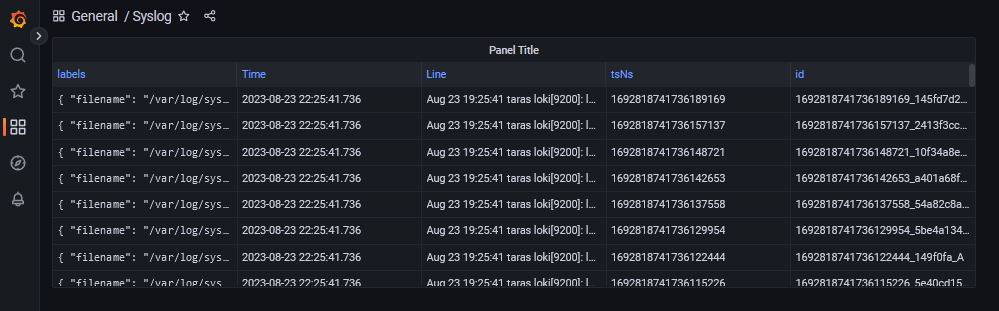 General / Syslog
Panel Title
labels Time Line tsNs id
{ "filename": "/var/log/sys… 2023-08-23 22:25:41.736 Aug 23 19:25:41 taras loki[9200]: l… 1692818741736189169 1692818741736189169_145fd7d2…
{ "filename": "/var/log/sys… 2023-08-23 22:25:41.736 Aug 23 19:25:41 taras loki[9200]: l… 1692818741736157137 1692818741736157137_2413f3cc…
{ "filename": "/var/log/sys… 2023-08-23 22:25:41.736 Aug 23 19:25:41 taras loki[9200]: l… 1692818741736148721 1692818741736148721_10f34a8e…
{ "filename": "/var/log/sys… 2023-08-23 22:25:41.736 Aug 23 19:25:41 taras loki[9200]: l… 1692818741736142653 1692818741736142653_a401a68f…
{ "filename": "/var/log/sys… 2023-08-23 22:25:41.736 Aug 23 19:25:41 taras loki[9200]: l… 1692818741736137558 1692818741736137558_54a82c8a…
{ "filename": "/var/log/sys… 2023-08-23 22:25:41.736 Aug 23 19:25:41 taras loki[9200]: l… 1692818741736129954 1692818741736129954_5be4a134…
{ "filename": "/var/log/sys… 2023-08-23 22:25:41.736 Aug 23 19:25:41 taras loki[9200]: l… 1692818741736122444 1692818741736122444_149f0fa_A
{ "filename": "/var/log/sys… 2023-08-23 22:25:41.736 Aug 23 19:25:41 taras loki[9200]: l… 1692818741736115226 1692818741736115226_5e40cd15…